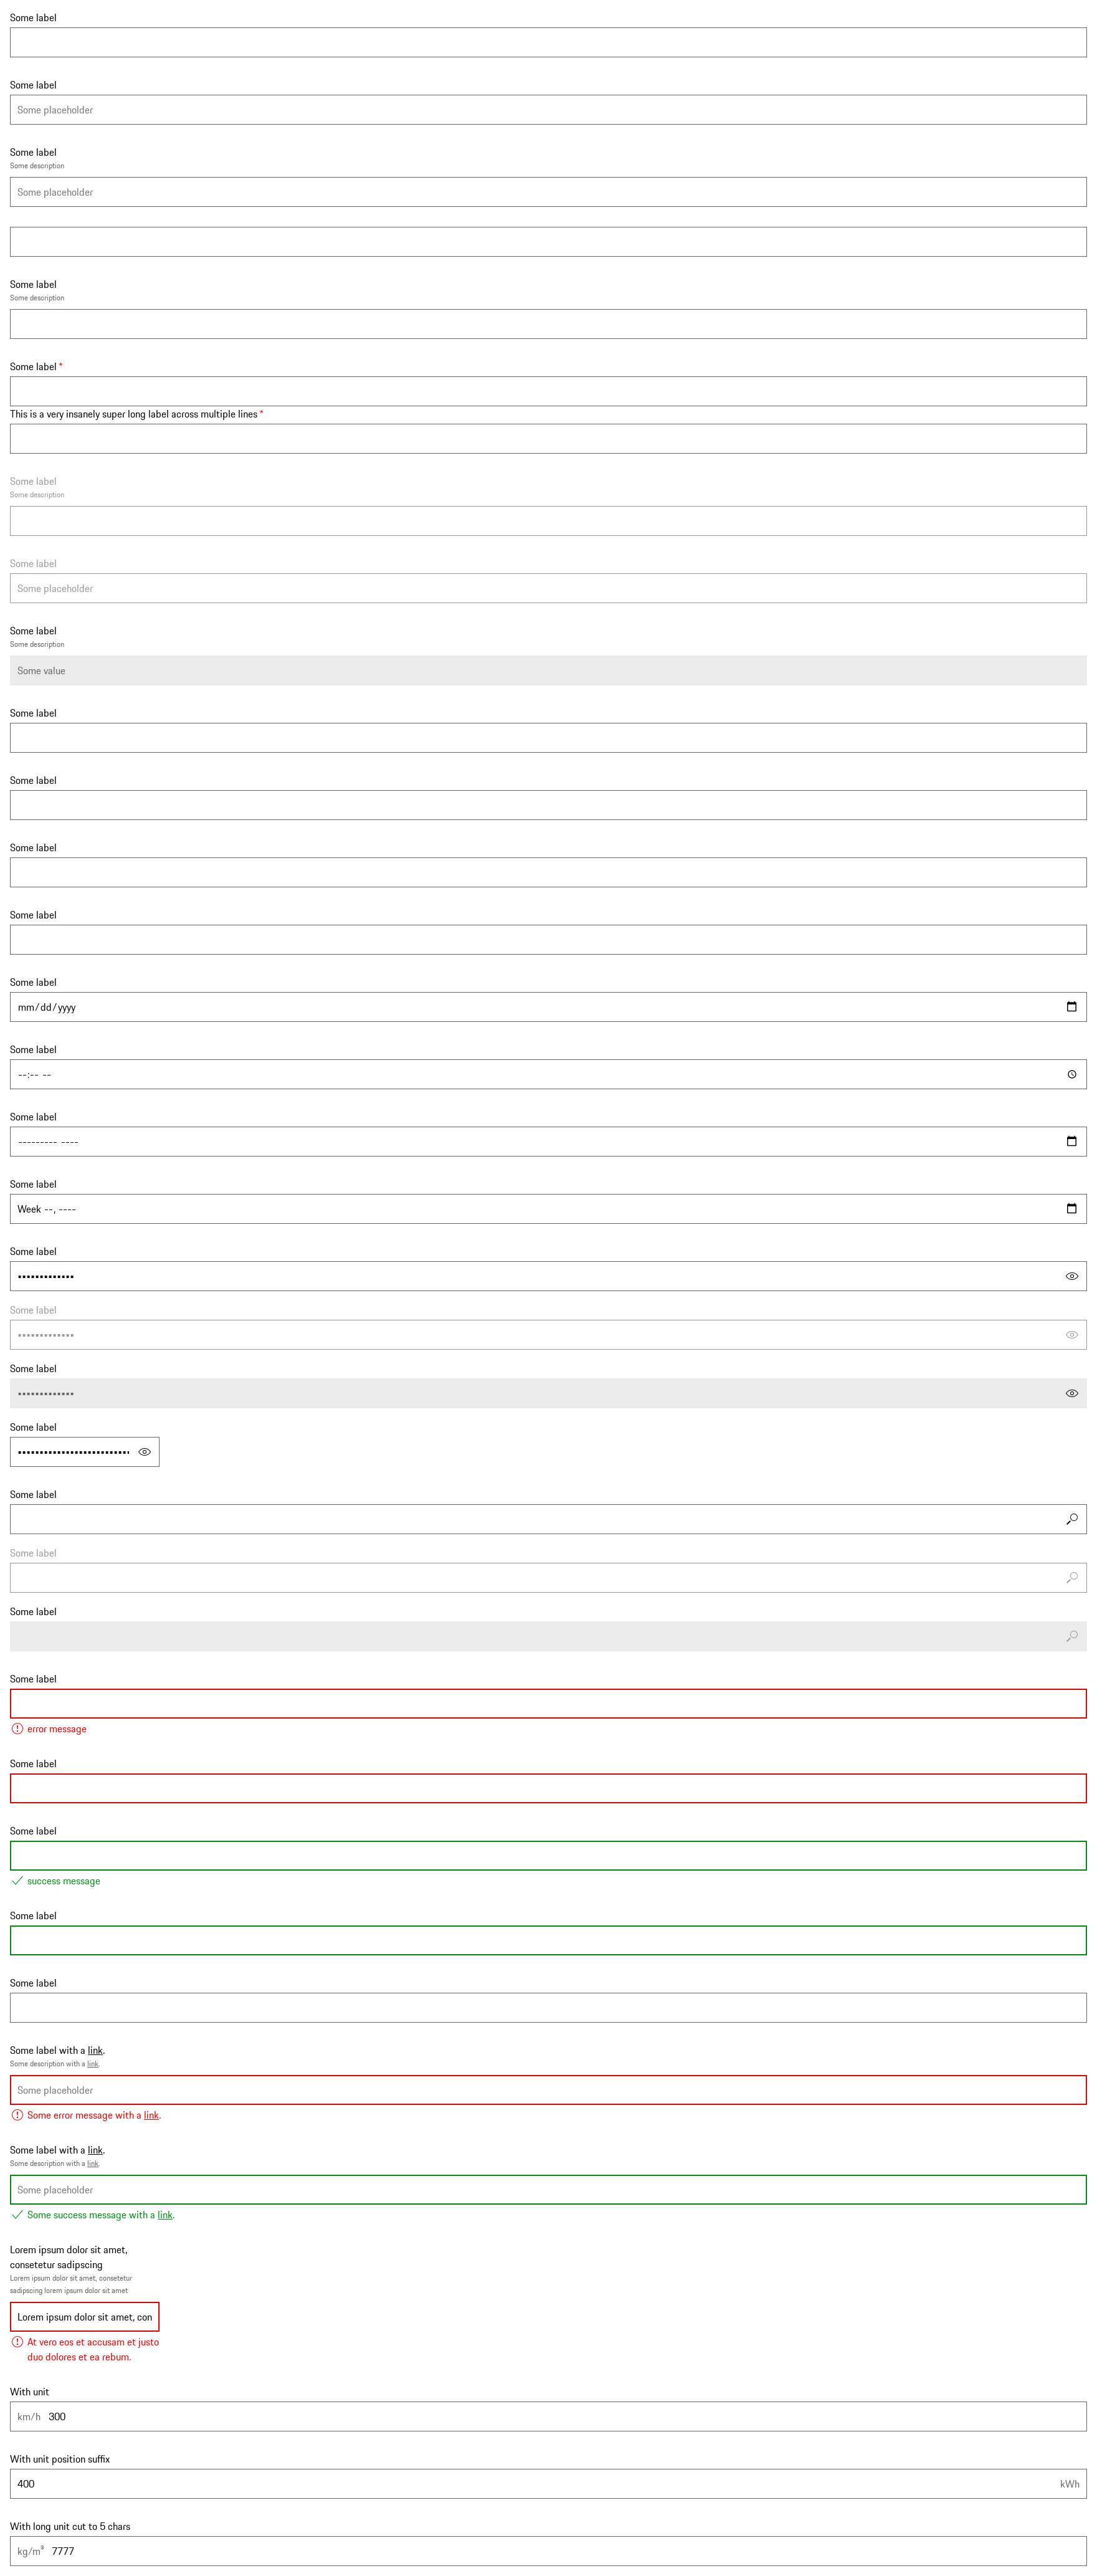 Some label
Some label
Some placeholder
Some label
Some description
Some placeholder
Some label
Some description
Some label *
This is a very insanely super long label across multiple lines *
Some label
Some description
Some label
Some placeholder
Some label
Some description
Some value
Some label
Some label
Some label
Some label
Some label
mm/dd/yyyy
Some label
--:-- --
Some label
--------- ----
Some label
Week --, ----
Some label
•••••••••••••
Some label
•••••••••••••
Some label
•••••••••••••
Some label
••••••••••••••••••••••••••
Some label
Some label
Some label
Some label
error message
Some label
Some label
success message
Some label
Some label
Some label with a link.
Some description with a link.
Some placeholder
Some error message with a link.
Some label with a link.
Some description with a link.
Some placeholder
Some success message with a link.
Lorem ipsum dolor sit amet,
consetetur sadipscing
Lorem ipsum dolor sit amet, consetetur
sadipscing lorem ipsum dolor sit amet
Lorem ipsum dolor sit amet, con
At vero eos et accusam et justo
duo dolores et ea rebum.
With unit
km/h 300
With unit position suffix
400 kWh
With long unit cut to 5 chars
kg/m³ 7777